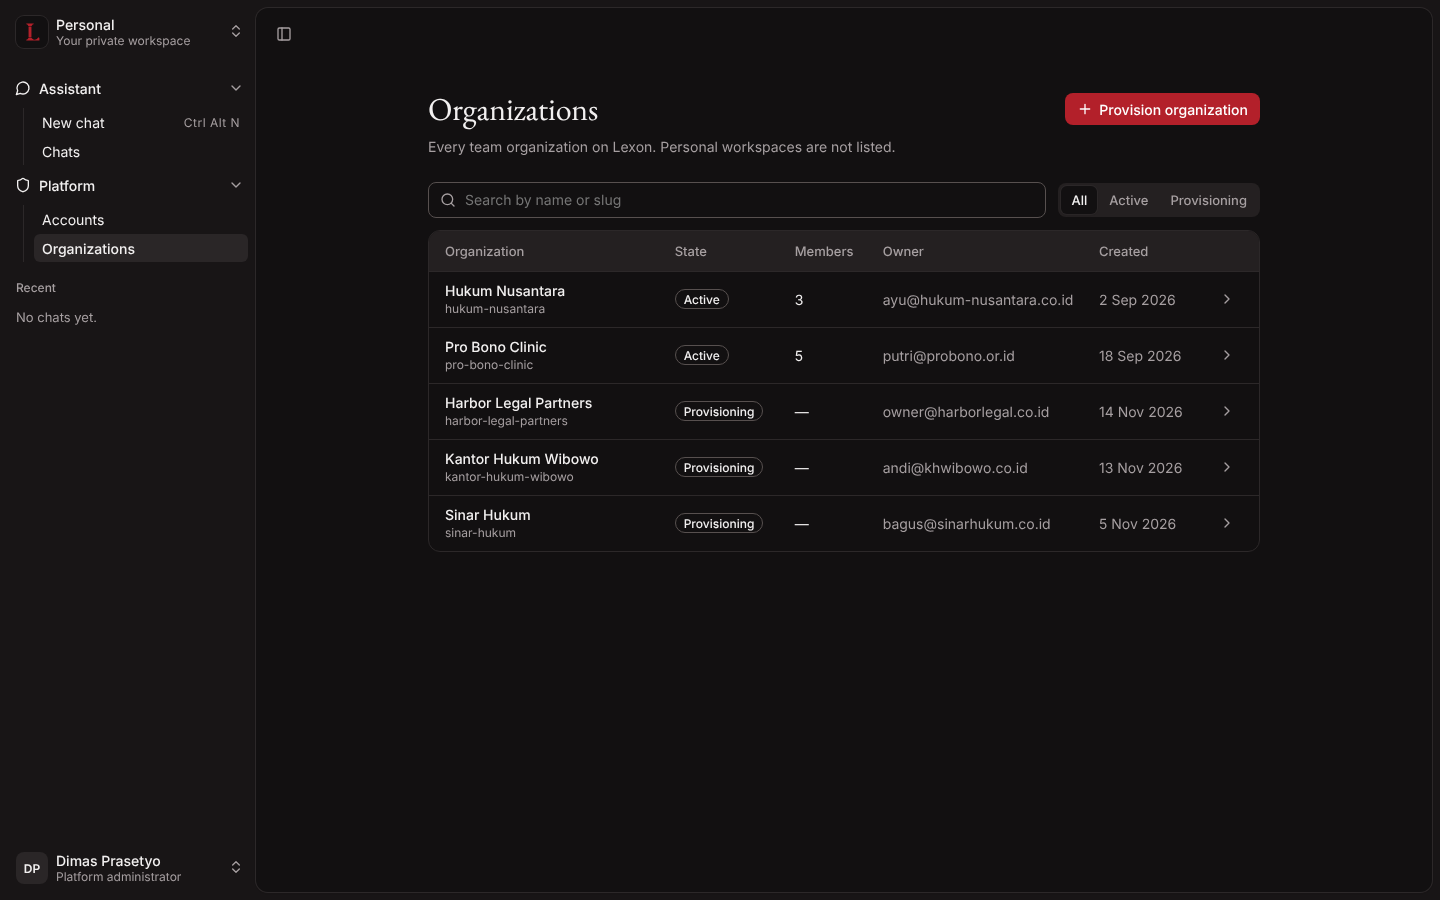 L
Personal
Your private workspace
Assistant
New chat Ctrl Alt N
Chats
Platform
Accounts
Organizations
Recent
No chats yet.
DP
Dimas Prasetyo
Platform administrator
Organizations
Provision organization
Every team organization on Lexon. Personal workspaces are not listed.
Search by name or slug
All Active Provisioning
Organization State Members Owner Created
Hukum Nusantara
hukum-nusantara
Active 3 ayu@hukum-nusantara.co.id 2 Sep 2026
Pro Bono Clinic
pro-bono-clinic
Active 5 putri@probono.or.id 18 Sep 2026
Harbor Legal Partners
harbor-legal-partners
Provisioning — owner@harborlegal.co.id 14 Nov 2026
Kantor Hukum Wibowo
kantor-hukum-wibowo
Provisioning — andi@khwibowo.co.id 13 Nov 2026
Sinar Hukum
sinar-hukum
Provisioning — bagus@sinarhukum.co.id 5 Nov 2026